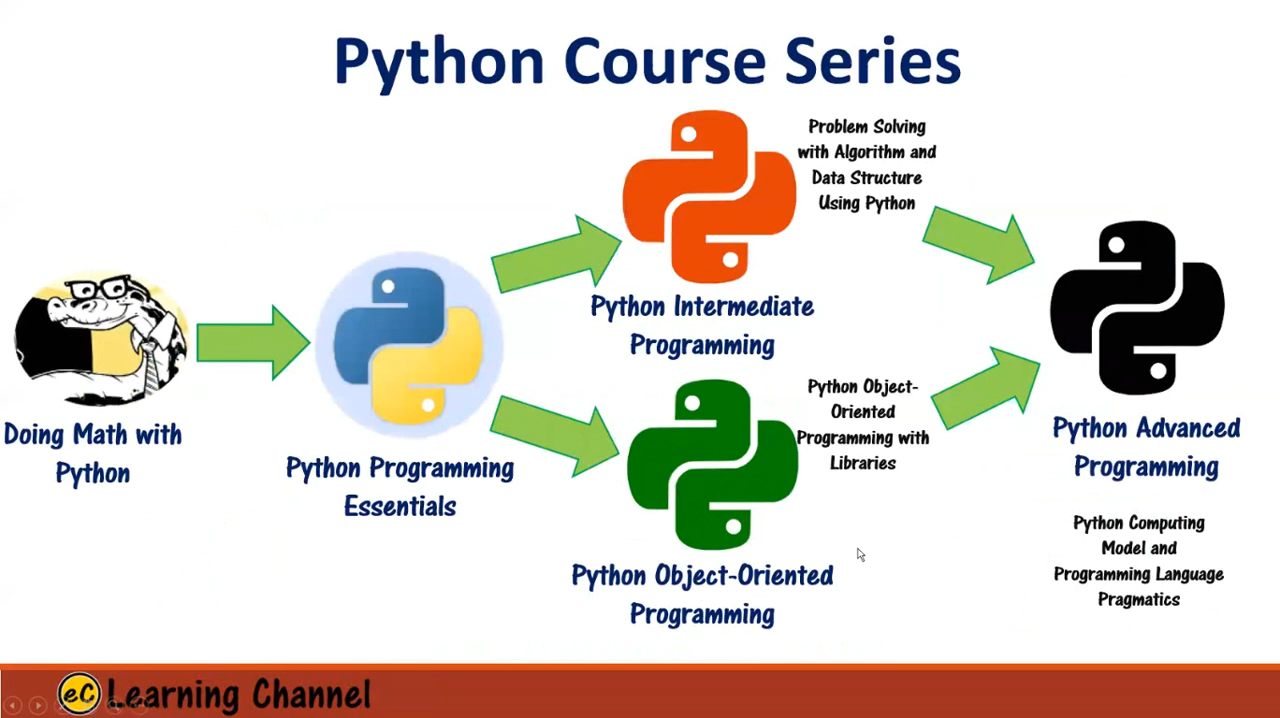 Python Course Series
Problem Solving
with Algorithm and
Data Structure
Using Python
Python Intermediate
Programming
Doing Math with
Python
Python Programming
Essentials
Python Object-
Oriented
Programming with
Libraries
Python Object-Oriented
Programming
Python Advanced
Programming
Python Computing
Model and
Programming Language
Pragmatics
eC Learning Channel